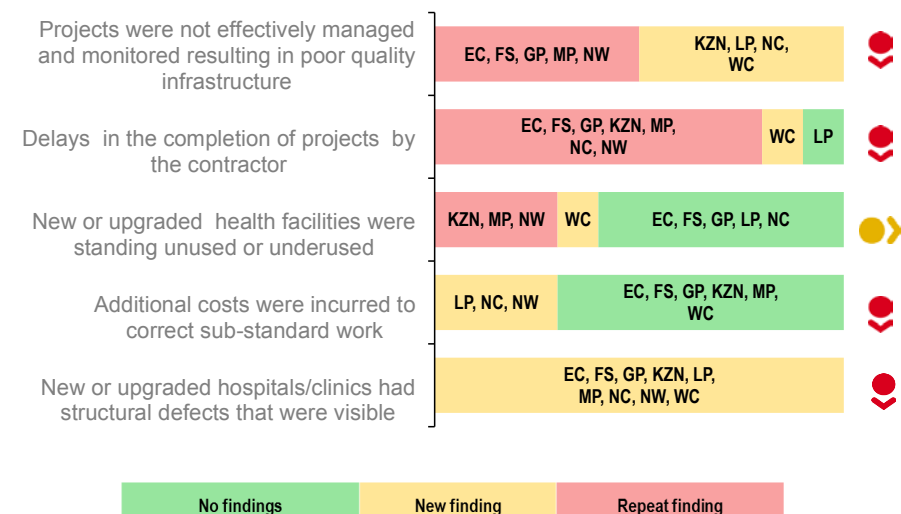 Projects were not effectively managed
and monitored resulting in poor quality
infrastructure
EC, FS, GP, MP, NW
KZN, LP, NC,
WC
Delays in the completion of projects by
the contractor
EC, FS, GP, KZN, MP,
NC, NW
WC
LP
New or upgraded health facilities were
standing unused or underused
KZN, MP, NW
WC
EC, FS, GP, LP, NC
Additional costs were incurred to
correct sub-standard work
LP, NC, NW
EC, FS, GP, KZN, MP,
WC
New or upgraded hospitals/clinics had
structural defects that were visible
EC, FS, GP, KZN, LP,
MP, NC, NW, WC
No findings
New finding
Repeat finding